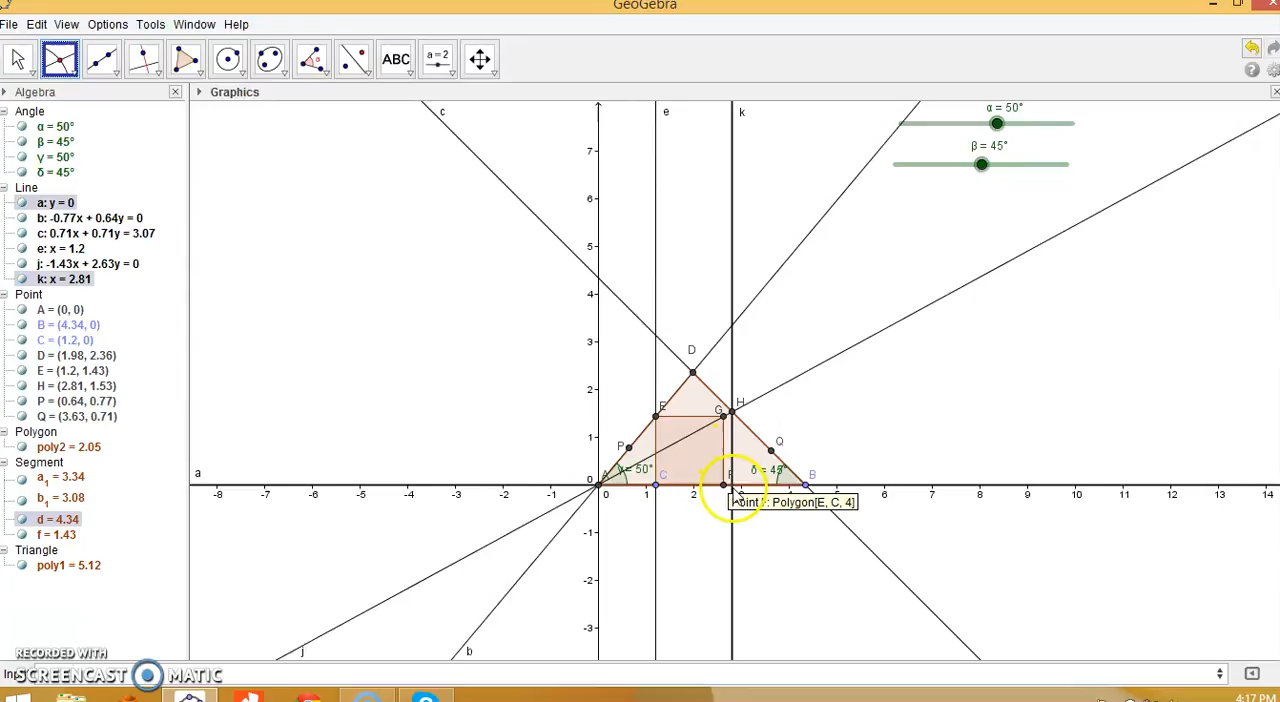 GeoGebra
File Edit View Options Tools Window Help
α
ABC
a = 2
Algebra
Graphics
Angle
α = 50°
β = 45°
γ = 50°
δ = 45°
Line
a: y = 0
b: -0.77x + 0.64y = 0
c: 0.71x + 0.71y = 3.07
e: x = 1.2
j: -1.43x + 2.63y = 0
k: x = 2.81
Point
A = (0, 0)
B = (4.34, 0)
C = (1.2, 0)
D = (1.98, 2.36)
E = (1.2, 1.43)
H = (2.81, 1.53)
P = (0.64, 0.77)
Q = (3.63, 0.71)
Polygon
poly2 = 2.05
Segment
a1 = 3.34
b1 = 3.08
d = 4.34
f = 1.43
Triangle
poly1 = 5.12
c
e
k
α = 50°
β = 45°
7
6
5
4
3
2
1
D
E
G
H
P
Q
A
γ = 50°
C
δ = 45°
B
a
-8 -7 -6 -5 -4 -3 -2 -1 0 1 2 4 5 6 7 8 9 10 11 12 13 14
0
-1
-2
-3
Polygon[E, C, 4]
j
b
RECORDED WITH
SCREENCAST MATIC
4:17 PM